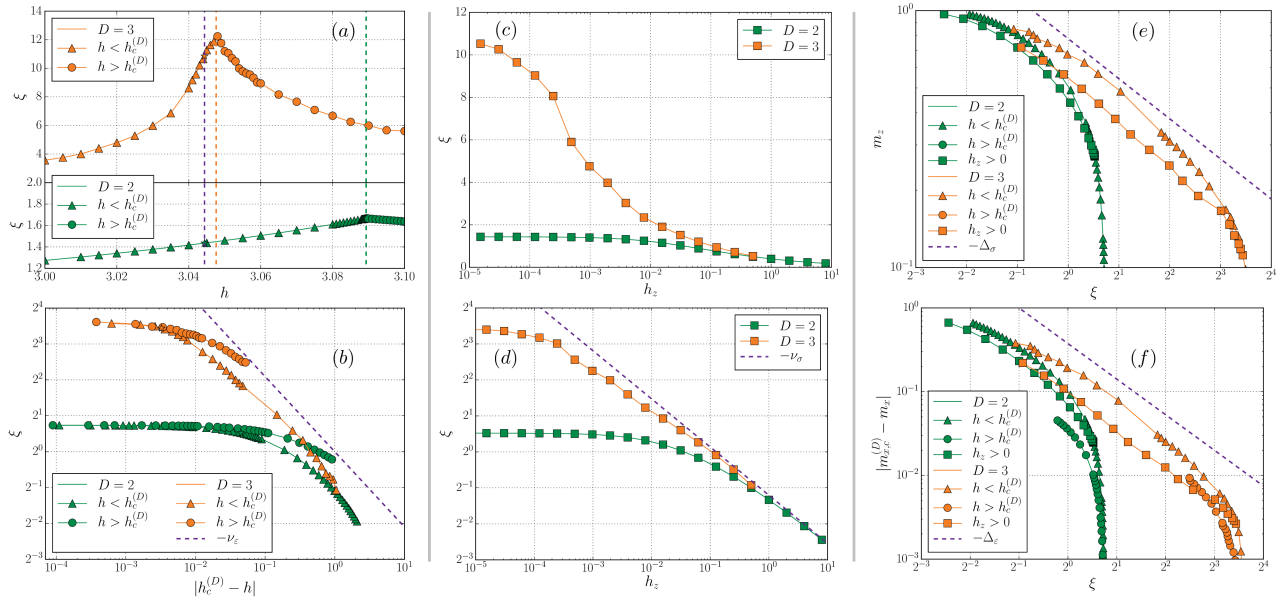 (a)
D = 3
h < h_c^{(D)}
h > h_c^{(D)}
14
12
10
8
6
4
ξ
D = 2
h < h_c^{(D)}
h > h_c^{(D)}
2.0
1.8
1.6
1.4
1.2
ξ
3.00 3.02 3.04 3.06 3.08 3.10
h
(b)
2^4
2^3
2^2
2^1
2^0
2^{-1}
2^{-2}
2^{-3}
ξ
D = 2 D = 3
h < h_c^{(D)} h < h_c^{(D)}
h > h_c^{(D)} h > h_c^{(D)}
−ν_ε
10^{-4} 10^{-3} 10^{-2} 10^{-1} 10^0 10^1
|h_c^{(D)} − h|
(c)
D = 2
D = 3
12
10
8
6
4
2
0
ξ
10^{-5} 10^{-4} 10^{-3} 10^{-2} 10^{-1} 10^0 10^1
h_z
(d)
D = 2
D = 3
−ν_σ
2^4
2^3
2^2
2^1
2^0
2^{-1}
2^{-2}
2^{-3}
ξ
10^{-5} 10^{-4} 10^{-3} 10^{-2} 10^{-1} 10^0 10^1
h_z
(e)
10^0
10^{-1}
m_z
D = 2
h < h_c^{(D)}
h > h_c^{(D)}
h_z > 0
D = 3
h < h_c^{(D)}
h > h_c^{(D)}
h_z > 0
−Δ_σ
2^{-3} 2^{-2} 2^{-1} 2^0 2^1 2^2 2^3 2^4
ξ
(f)
10^0
10^{-1}
10^{-2}
10^{-3}
|m_{x,c}^{(D)} − m_x|
D = 2
h < h_c^{(D)}
h > h_c^{(D)}
h_z > 0
D = 3
h < h_c^{(D)}
h > h_c^{(D)}
h_z > 0
−Δ_ε
2^{-3} 2^{-2} 2^{-1} 2^0 2^1 2^2 2^3 2^4
ξ